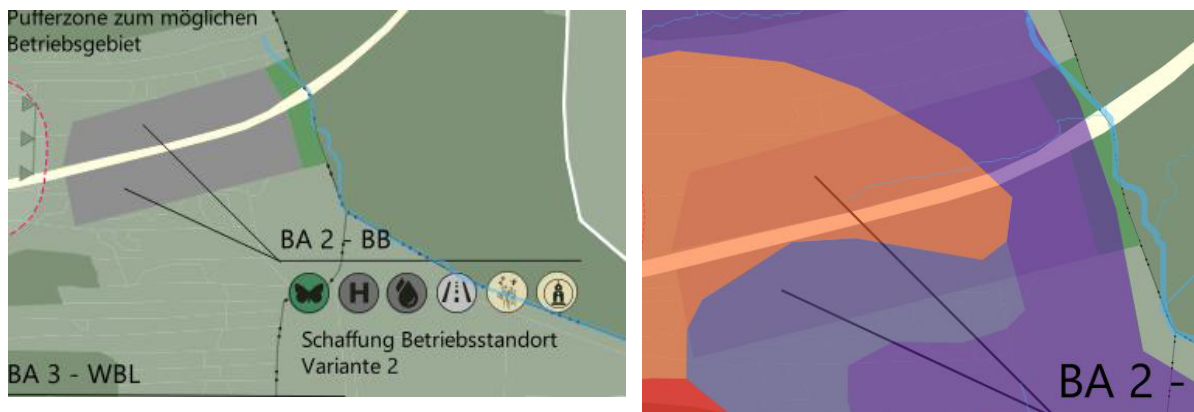 Pufferzone zum möglichen
Betriebsgebiet
BA 2 - BB
H
Schaffung Betriebsstandort
Variante 2
BA 3 - WBL
BA 2 -